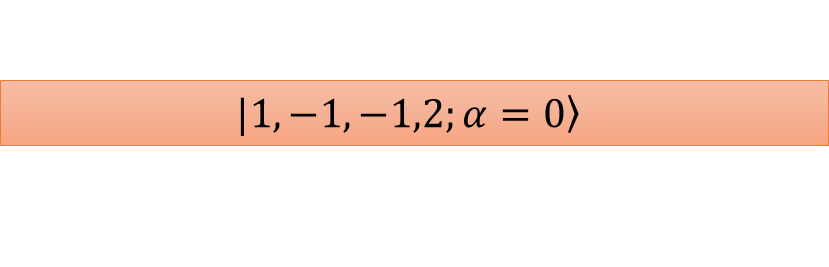 |1, −1, −1,2; α = 0⟩